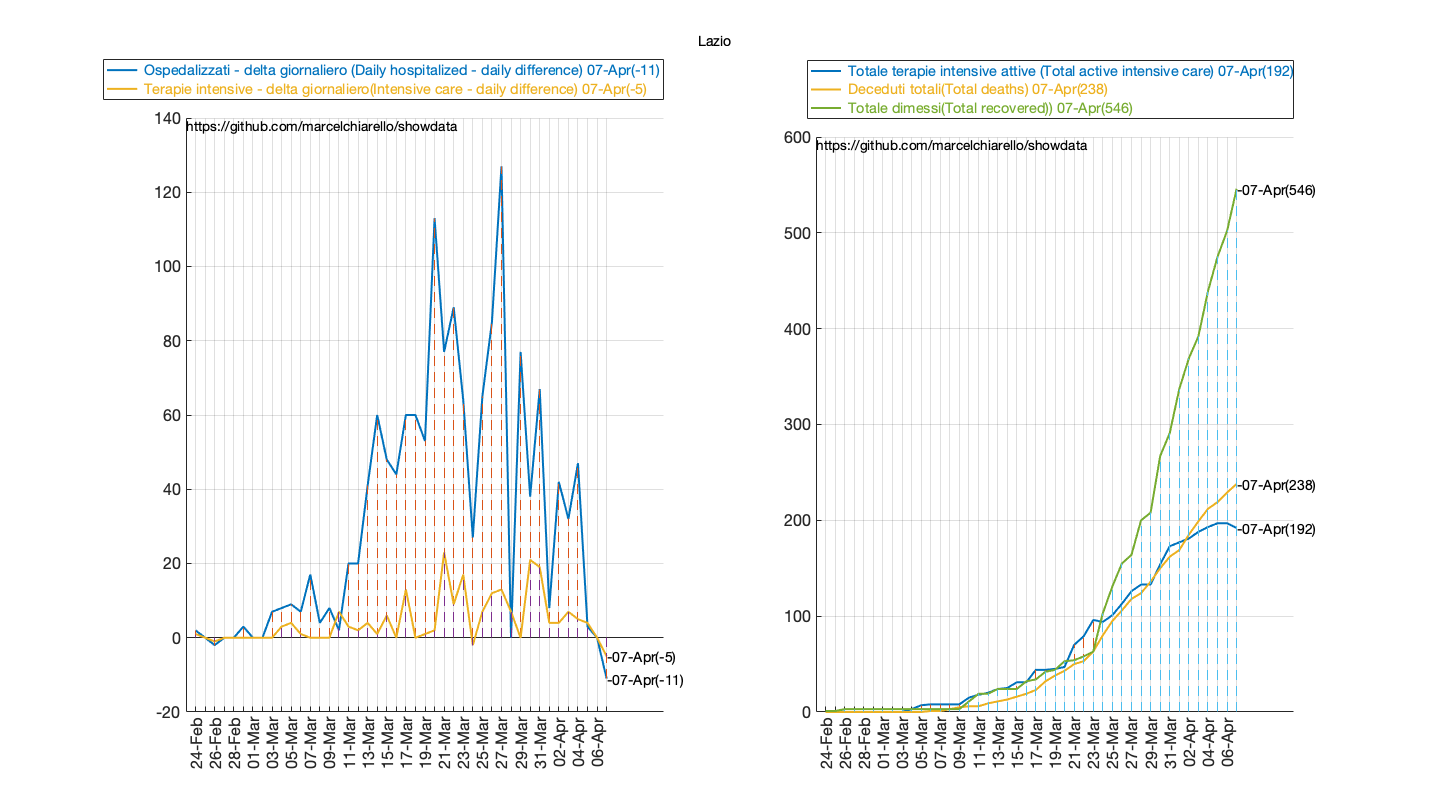 Lazio
Ospedalizzati - delta giornaliero (Daily hospitalized - daily difference) 07-Apr(-11)
Terapie intensive - delta giornaliero(Intensive care - daily difference) 07-Apr(-5)
140
https://github.com/marcelchiarello/showdata
120
100
80
60
40
20
0
-20
-07-Apr(-5)
-07-Apr(-11)
24-Feb
26-Feb
28-Feb
01-Mar
03-Mar
05-Mar
07-Mar
09-Mar
11-Mar
13-Mar
15-Mar
17-Mar
19-Mar
21-Mar
23-Mar
25-Mar
27-Mar
29-Mar
31-Mar
02-Apr
04-Apr
06-Apr
Totale terapie intensive attive (Total active intensive care) 07-Apr(192)
Deceduti totali(Total deaths) 07-Apr(238)
Totale dimessi(Total recovered)) 07-Apr(546)
600
https://github.com/marcelchiarello/showdata
500
400
300
200
100
0
-07-Apr(546)
-07-Apr(238)
-07-Apr(192)
24-Feb
26-Feb
28-Feb
01-Mar
03-Mar
05-Mar
07-Mar
09-Mar
11-Mar
13-Mar
15-Mar
17-Mar
19-Mar
21-Mar
23-Mar
25-Mar
27-Mar
29-Mar
31-Mar
02-Apr
04-Apr
06-Apr